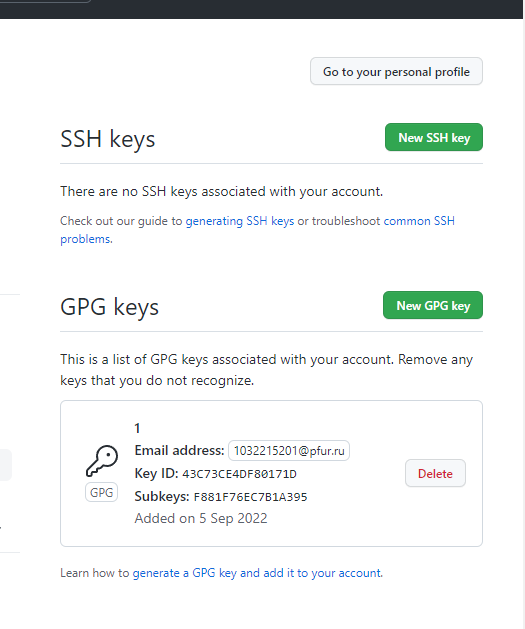 Go to your personal profile
SSH keys
New SSH key
There are no SSH keys associated with your account.
Check out our guide to generating SSH keys or troubleshoot common SSH
problems.
GPG keys
New GPG key
This is a list of GPG keys associated with your account. Remove any
keys that you do not recognize.
1
Email address: 1032215201@pfur.ru
Key ID: 43C73CE4DF80171D
Subkeys: F881F76EC7B1A395
Added on 5 Sep 2022
GPG
Delete
Learn how to generate a GPG key and add it to your account.